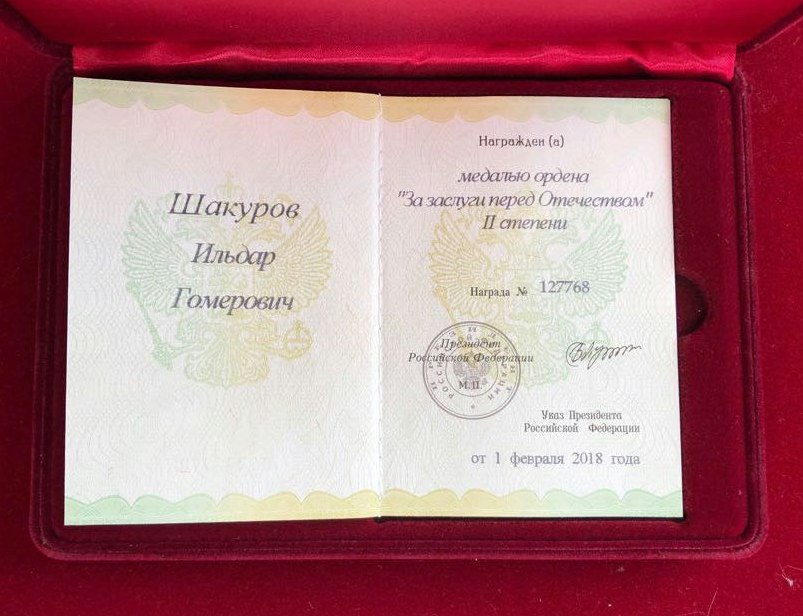 Шакуров
Ильдар
Гомерович
Награжден (а)
медалью ордена
"За заслуги перед Отечеством"
II степени
Награда № 127768
Президент
Российской Федерации
М.П.
Указ Президента
Российской Федерации
от 1 февраля 2018 года